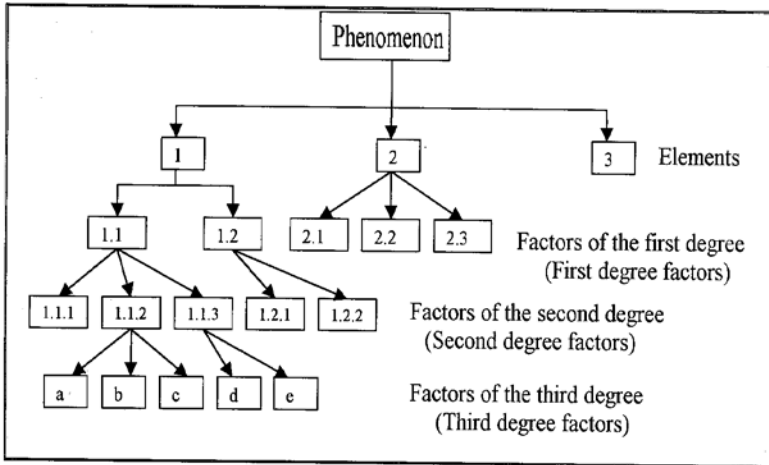 Phenomenon
1 2 3 Elements
1.1 1.2 2.1 2.2 2.3
Factors of the first degree
(First degree factors)
1.1.1 1.1.2 1.1.3 1.2.1 1.2.2
Factors of the second degree
(Second degree factors)
a b c d e
Factors of the third degree
(Third degree factors)